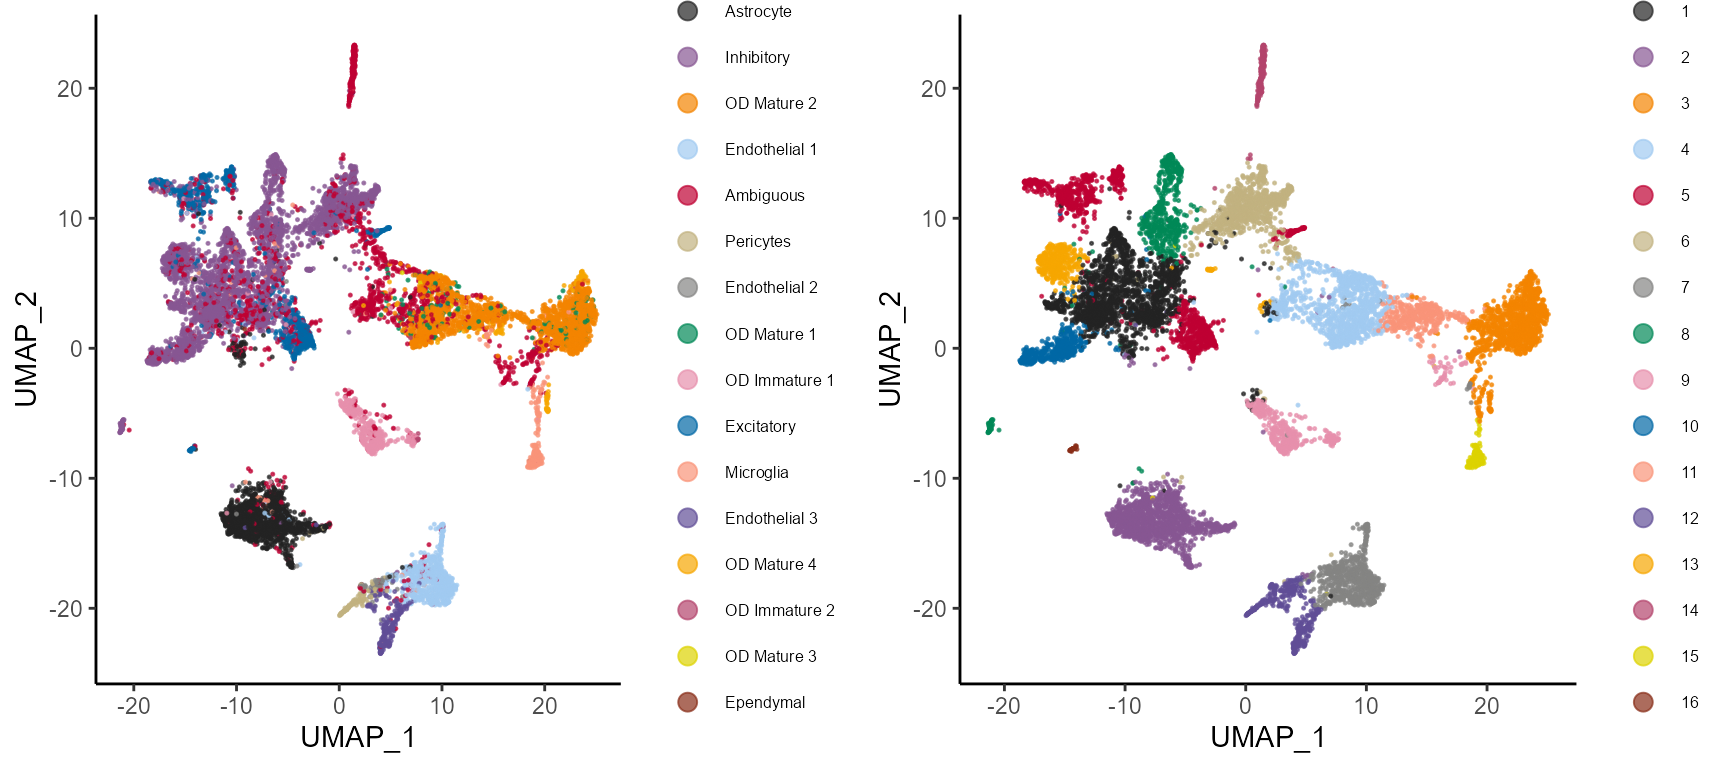 UMAP_2
20
10
0
-10
-20
-20
-10
0
10
20
UMAP_1
Astrocyte
Inhibitory
OD Mature 2
Endothelial 1
Ambiguous
Pericytes
Endothelial 2
OD Mature 1
OD Immature 1
Excitatory
Microglia
Endothelial 3
OD Mature 4
OD Immature 2
OD Mature 3
Ependymal
UMAP_2
20
10
0
-10
-20
-20
-10
0
10
20
UMAP_1
1
2
3
4
5
6
7
8
9
10
11
12
13
14
15
16